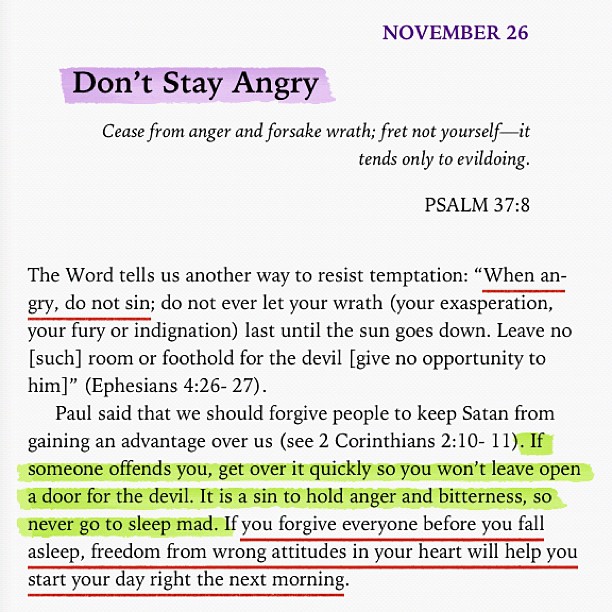 NOVEMBER 26
Don't Stay Angry
Cease from anger and forsake wrath; fret not yourself—it
tends only to evildoing.
PSALM 37:8
The Word tells us another way to resist temptation: “When an-
gry, do not sin; do not ever let your wrath (your exasperation,
your fury or indignation) last until the sun goes down. Leave no
[such] room or foothold for the devil [give no opportunity to
him]” (Ephesians 4:26- 27).
Paul said that we should forgive people to keep Satan from
gaining an advantage over us (see 2 Corinthians 2:10- 11). If
someone offends you, get over it quickly so you won’t leave open
a door for the devil. It is a sin to hold anger and bitterness, so
never go to sleep mad. If you forgive everyone before you fall
asleep, freedom from wrong attitudes in your heart will help you
start your day right the next morning.